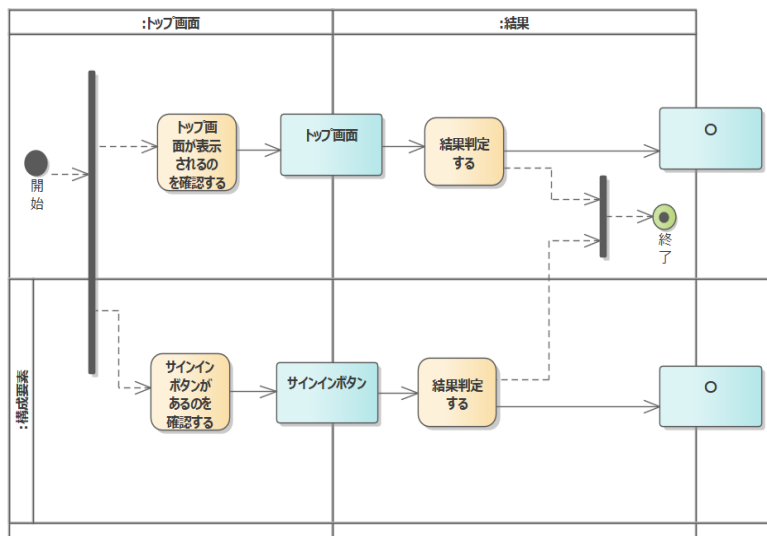 :トップ画面
:結果
トップ画
面が表示
されるの
を確認する
トップ画面
結果判定
する
○
開
始
終
了
:構成要素
サインイン
ボタンが
あるのを
確認する
サインインボタン
結果判定
する
○